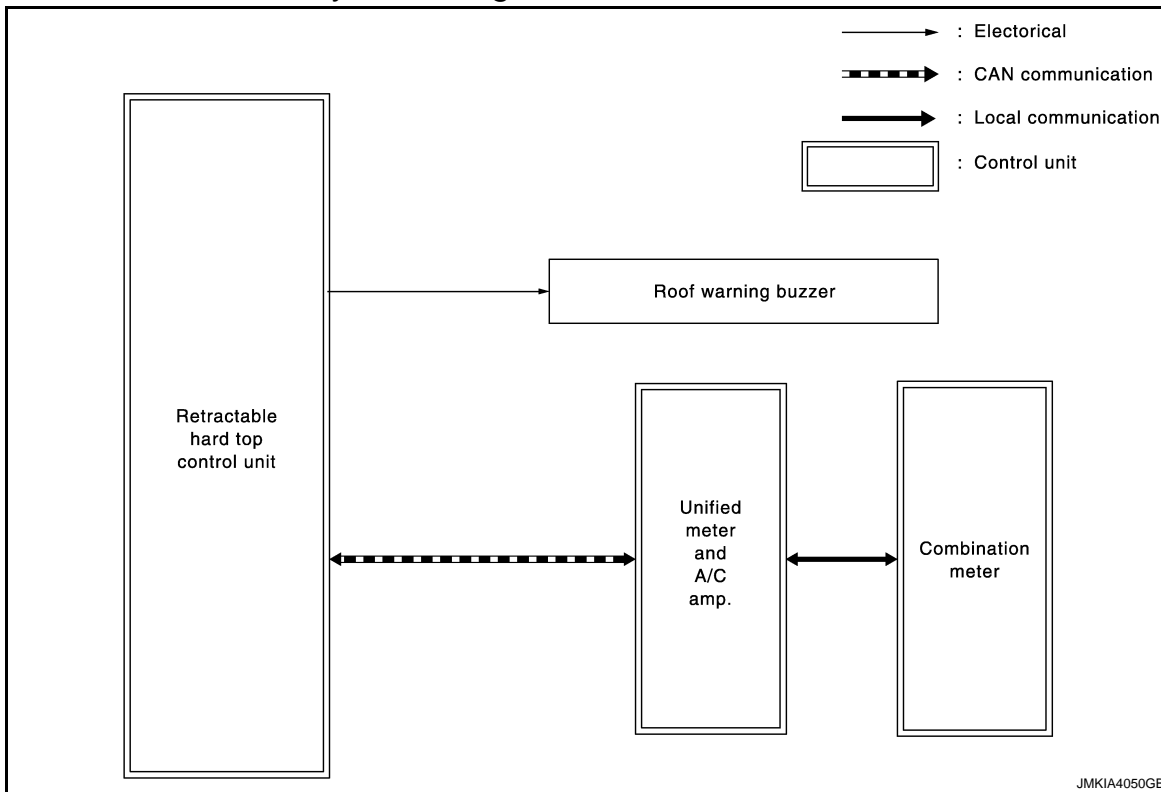 : Electorical
: CAN communication
: Local communication
: Control unit
Roof warning buzzer
Retractable
hard top
control unit
Unified
meter
and
A/C
amp.
Combination
meter